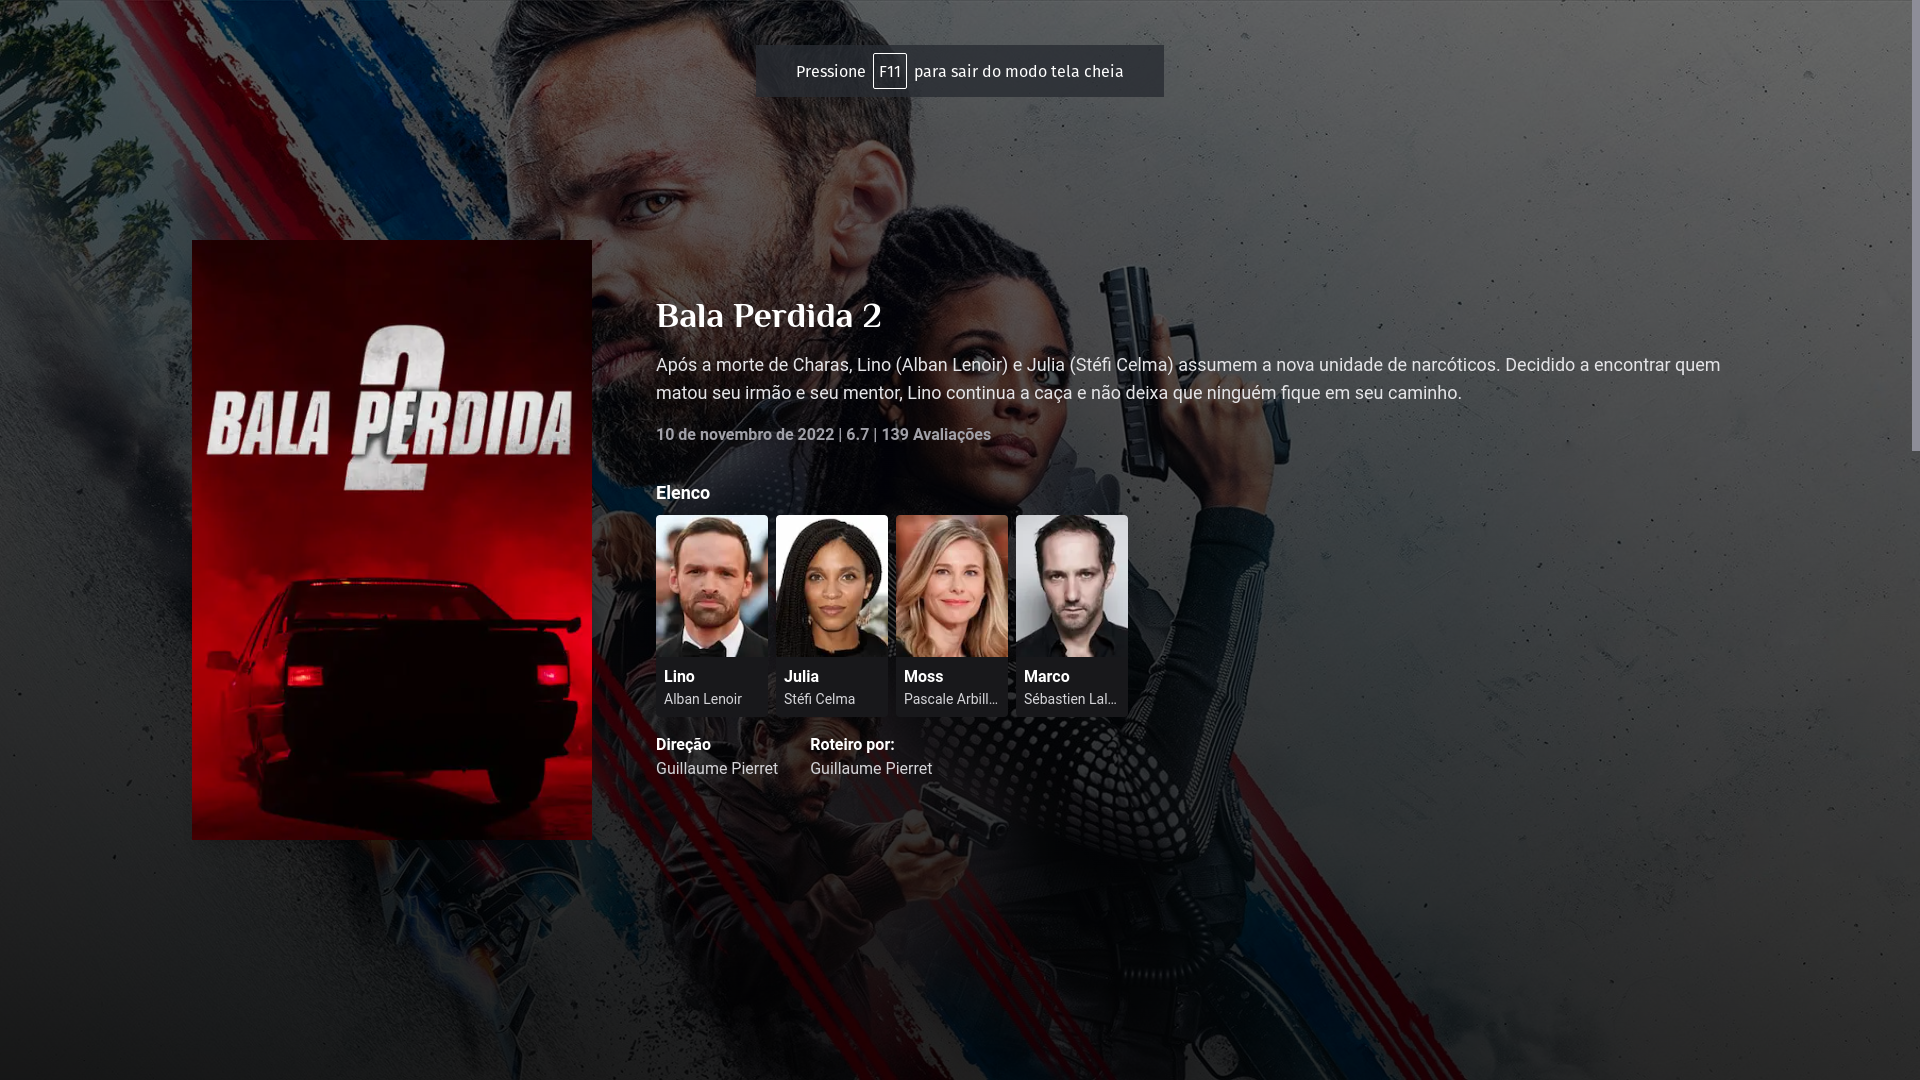 Pressione F11 para sair do modo tela cheia
2
BALA PERDIDA
Bala Perdida 2
Após a morte de Charas, Lino (Alban Lenoir) e Julia (Stéfi Celma) assumem a nova unidade de narcóticos. Decidido a encontrar quem
matou seu irmão e seu mentor, Lino continua a caça e não deixa que ninguém fique em seu caminho.
10 de novembro de 2022 | 6.7 | 139 Avaliações
Elenco
Lino
Alban Lenoir
Julia
Stéfi Celma
Moss
Pascale Arbill...
Marco
Sébastien Lal...
Direção
Guillaume Pierret
Roteiro por:
Guillaume Pierret